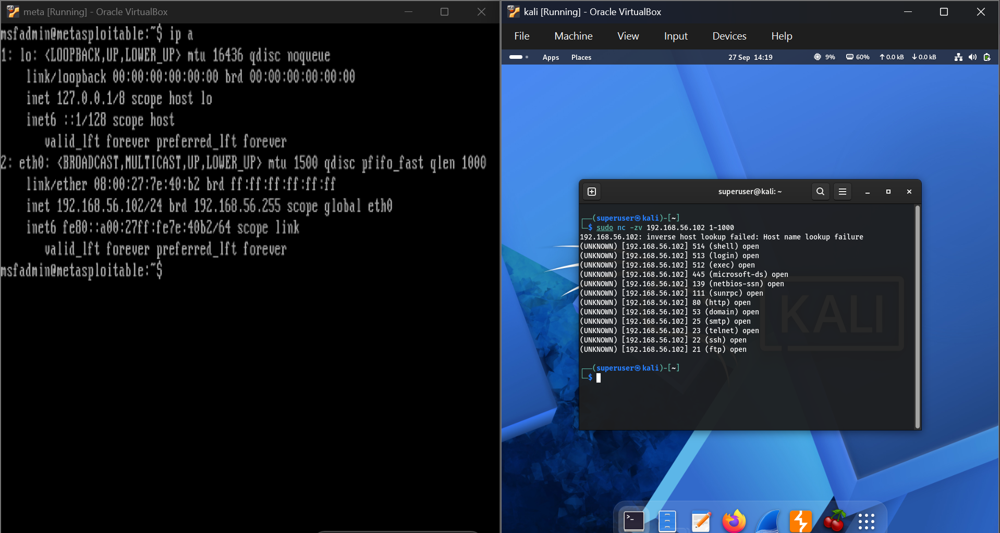 meta [Running] - Oracle VirtualBox
msfadmin@metasploitable:~$ ip a
1: lo: <LOOPBACK,UP,LOWER_UP> mtu 16436 qdisc noqueue
    link/loopback 00:00:00:00:00:00 brd 00:00:00:00:00:00
    inet 127.0.0.1/8 scope host lo
    inet6 ::1/128 scope host
       valid_lft forever preferred_lft forever
2: eth0: <BROADCAST,MULTICAST,UP,LOWER_UP> mtu 1500 qdisc pfifo_fast qlen 1000
    link/ether 08:00:27:7e:40:b2 brd ff:ff:ff:ff:ff:ff
    inet 192.168.56.102/24 brd 192.168.56.255 scope global eth0
    inet6 fe80::a00:27ff:fe7e:40b2/64 scope link
       valid_lft forever preferred_lft forever
msfadmin@metasploitable:~$
kali [Running] - Oracle VirtualBox
File Machine View Input Devices Help
Apps Places 27 Sep 14:19 9% 60% ↑0.0 kB ↓0.0 kB
superuser@kali: ~
┌──(superuser㉿kali)-[~]
└─$ sudo nc -zv 192.168.56.102 1-1000
192.168.56.102: inverse host lookup failed: Host name lookup failure
(UNKNOWN) [192.168.56.102] 514 (shell) open
(UNKNOWN) [192.168.56.102] 513 (login) open
(UNKNOWN) [192.168.56.102] 512 (exec) open
(UNKNOWN) [192.168.56.102] 445 (microsoft-ds) open
(UNKNOWN) [192.168.56.102] 139 (netbios-ssn) open
(UNKNOWN) [192.168.56.102] 111 (sunrpc) open
(UNKNOWN) [192.168.56.102] 80 (http) open
(UNKNOWN) [192.168.56.102] 53 (domain) open
(UNKNOWN) [192.168.56.102] 25 (smtp) open
(UNKNOWN) [192.168.56.102] 23 (telnet) open
(UNKNOWN) [192.168.56.102] 22 (ssh) open
(UNKNOWN) [192.168.56.102] 21 (ftp) open
┌──(superuser㉿kali)-[~]
└─$
KALI